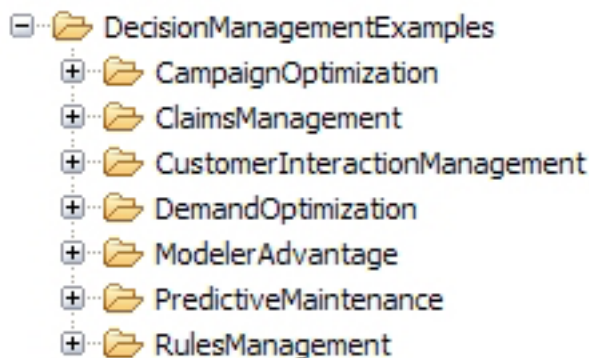 DecisionManagementExamples
CampaignOptimization
ClaimsManagement
CustomerInteractionManagement
DemandOptimization
ModelerAdvantage
PredictiveMaintenance
RulesManagement